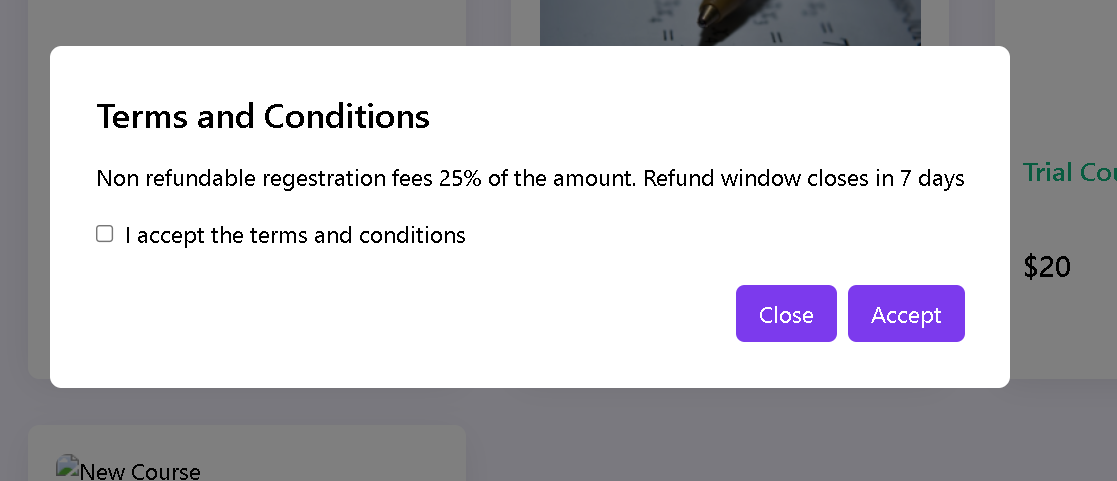 Terms and Conditions
Non refundable regestration fees 25% of the amount. Refund window closes in 7 days
I accept the terms and conditions
Close
Accept
Trial Cou
$20
New Course